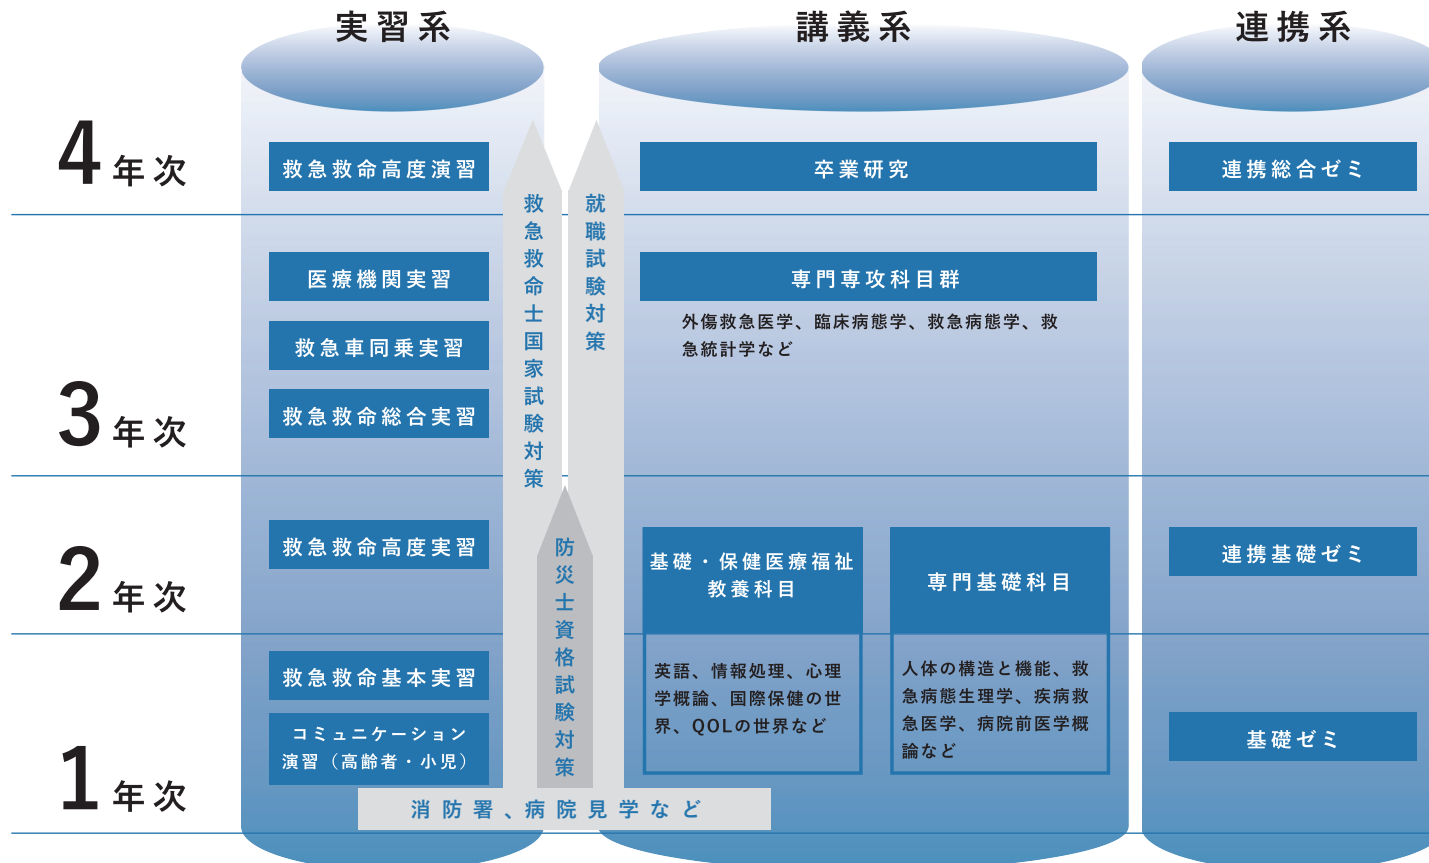 実習系
講義系
連携系
4年次
救急救命高度演習
卒業研究
連携総合ゼミ
救急救命士国家試験対策
就職試験対策
3年次
医療機関実習
救急車同乗実習
救急救命総合実習
専門専攻科目群
外傷救急医学、臨床病態学、救急病態学、救
急統計学など
2年次
救急救命高度実習
防災士資格試験対策
基礎・保健医療福祉
教養科目
専門基礎科目
連携基礎ゼミ
1年次
救急救命基本実習
コミュニケーション
演習（高齢者・小児）
英語、情報処理、心理
学概論、国際保健の世
界、QOLの世界など
人体の構造と機能、救
急病態生理学、疾病救
急医学、病院前医学概
論など
基礎ゼミ
消防署、病院見学など